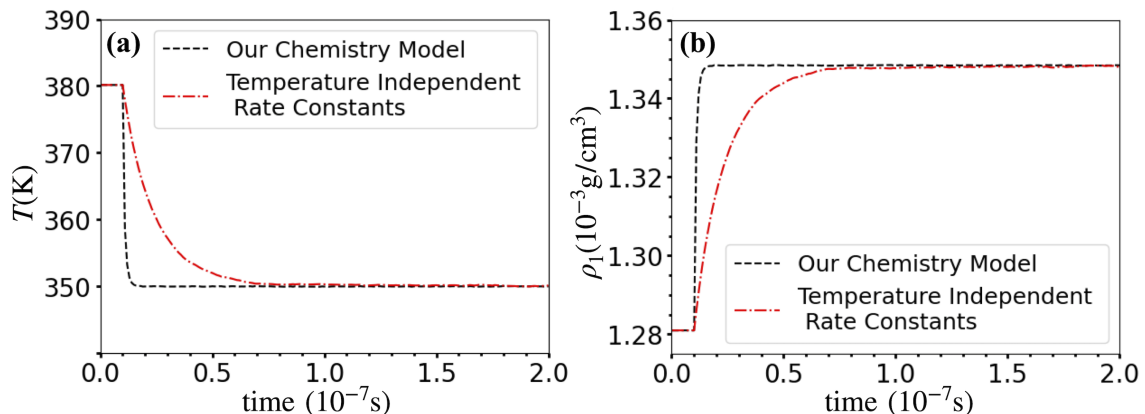 (a)
Our Chemistry Model
Temperature Independent
Rate Constants
T(K)
390
380
370
360
350
0.0 0.5 1.0 1.5 2.0
time (10⁻⁷s)
(b)
Our Chemistry Model
Temperature Independent
Rate Constants
ρ₁(10⁻³g/cm³)
1.36
1.34
1.32
1.30
1.28
0.0 0.5 1.0 1.5 2.0
time (10⁻⁷s)